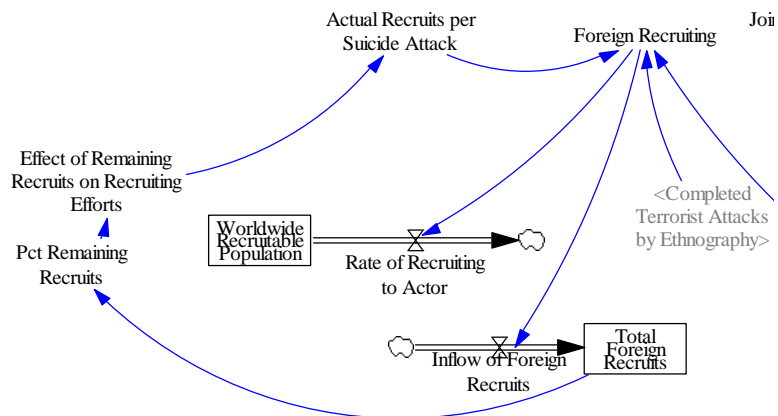 Actual Recruits per
Suicide Attack
Foreign Recruiting
Join
Effect of Remaining
Recruits on Recruiting
Efforts
<Completed
Terrorist Attacks
by Ethnography>
Worldwide
Recruitable
Population
Pct Remaining
Recruits
Rate of Recruiting
to Actor
Total
Foreign
Recruits
Inflow of Foreign
Recruits